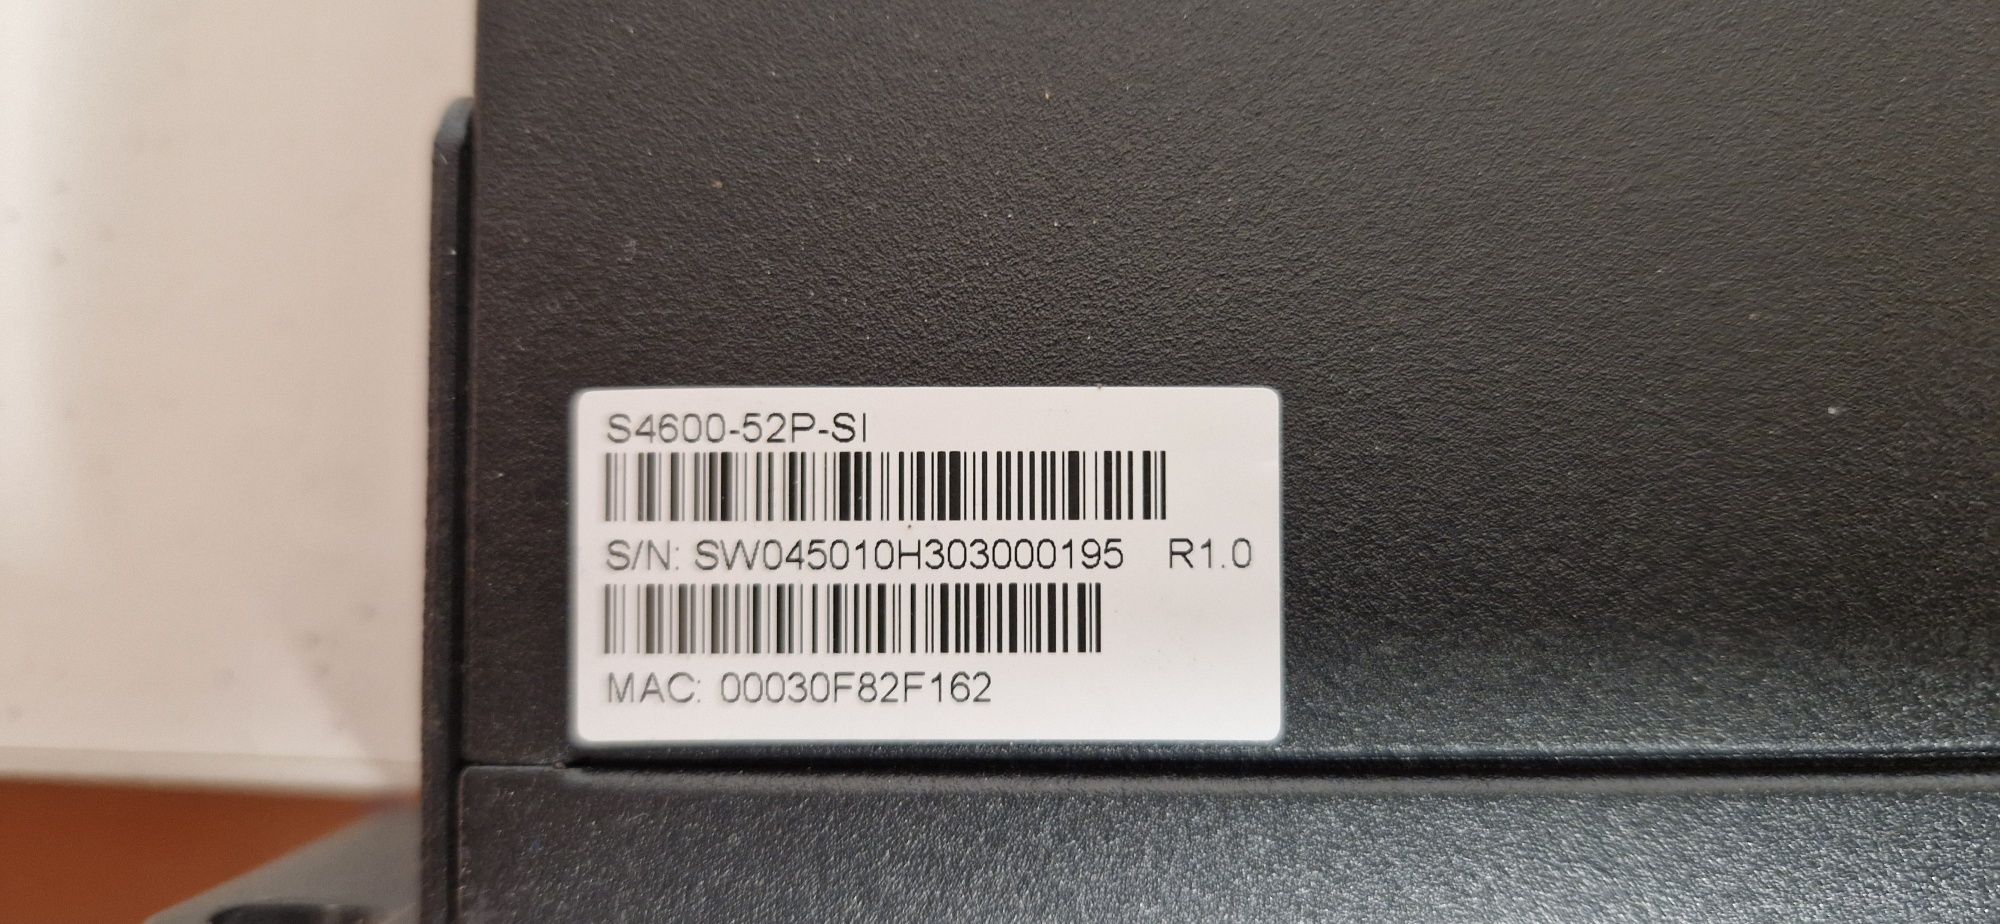 S4600-52P-SI
S/N: SW045010H303000195 R1.0
MAC: 00030F82F162